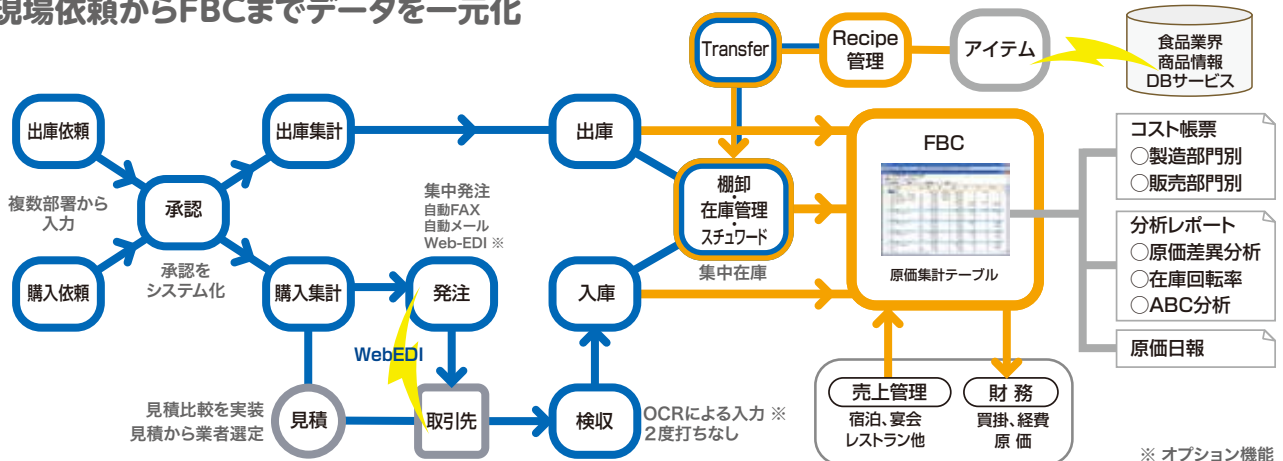 現場依頼からFBCまでデータを一元化
Transfer
Recipe
管理
アイテム
食品業界
商品情報
DBサービス
出庫依頼
出庫集計
出庫
FBC
原価集計テーブル
コスト帳票
○製造部門別
○販売部門別
複数部署から
入力
承認
承認を
システム化
集中発注
自動FAX
自動メール
Web-EDI ※
棚卸
・
在庫管理
・
スチュワード
集中在庫
分析レポート
○原価差異分析
○在庫回転率
○ABC分析
購入依頼
購入集計
発注
入庫
原価日報
WebEDI
見積比較を実装
見積から業者選定
見積
取引先
検収
OCRによる入力 ※
2度打ちなし
売上管理
宿泊、宴会
レストラン他
財務
買掛、経費
原価
※ オプション機能